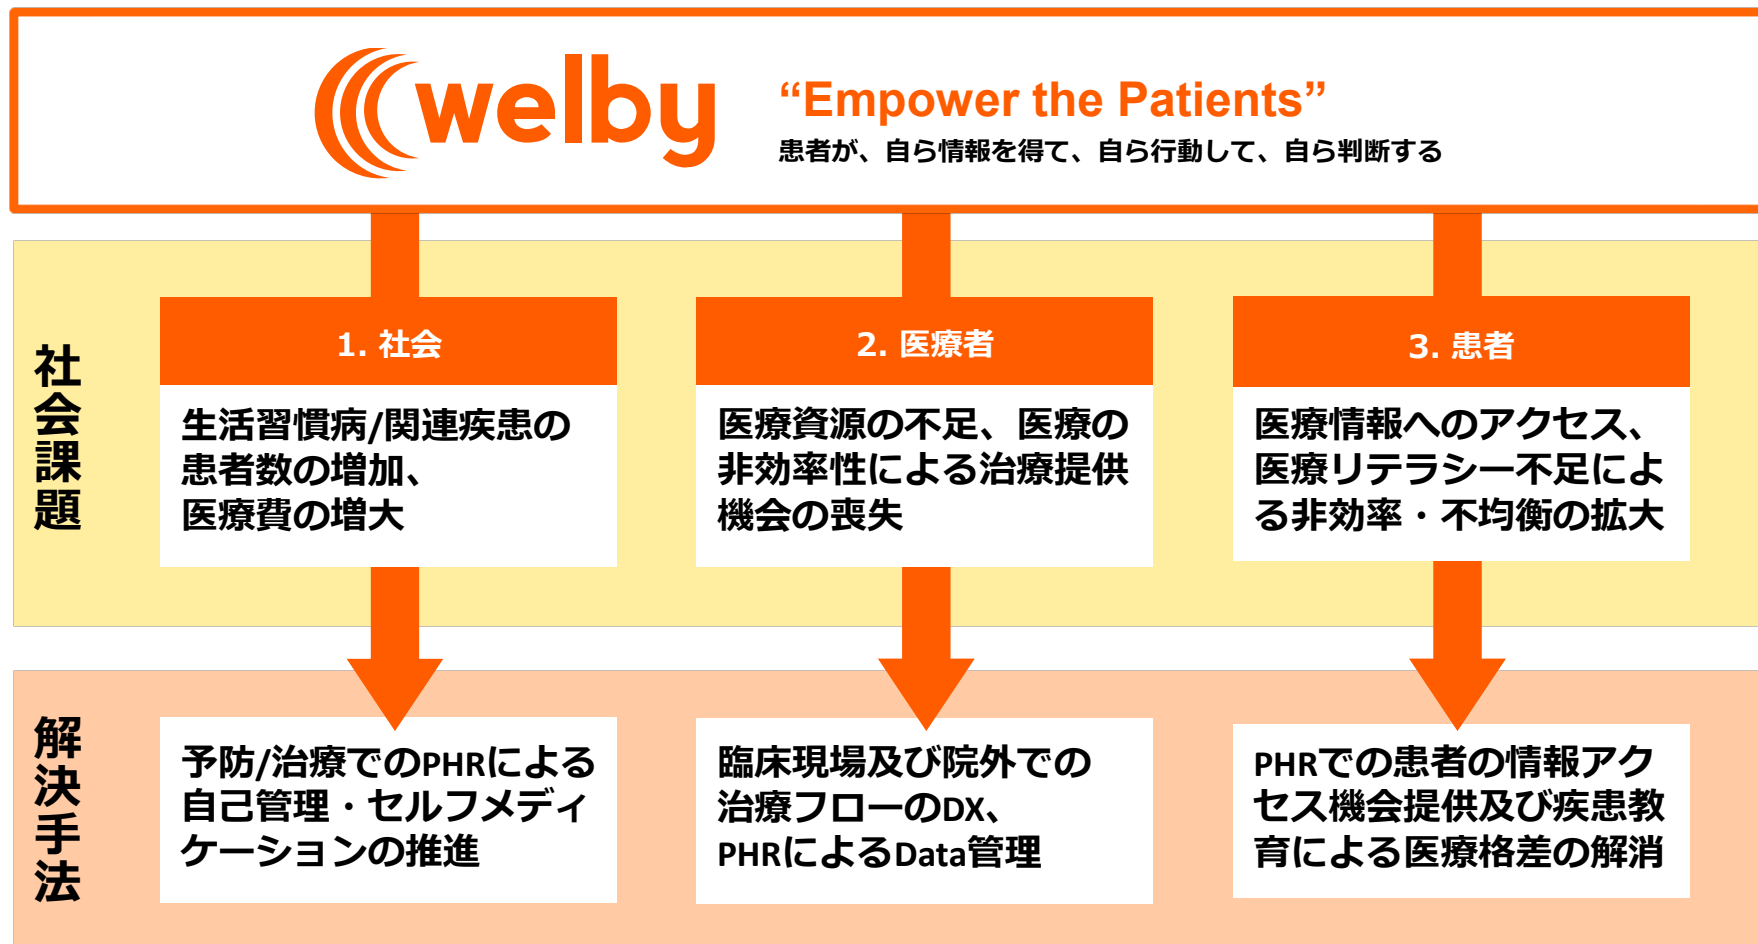 welby
“Empower the Patients”
患者が、自ら情報を得て、自ら行動して、自ら判断する
社会課題
1. 社会
生活習慣病/関連疾患の
患者数の増加、
医療費の増大
2. 医療者
医療資源の不足、医療の
非効率性による治療提供
機会の喪失
3. 患者
医療情報へのアクセス、
医療リテラシー不足によ
る非効率・不均衡の拡大
解決手法
予防/治療でのPHRによる
自己管理・セルフメディ
ケーションの推進
臨床現場及び院外での
治療フローのDX、
PHRによるData管理
PHRでの患者の情報アク
セス機会提供及び疾患教
育による医療格差の解消